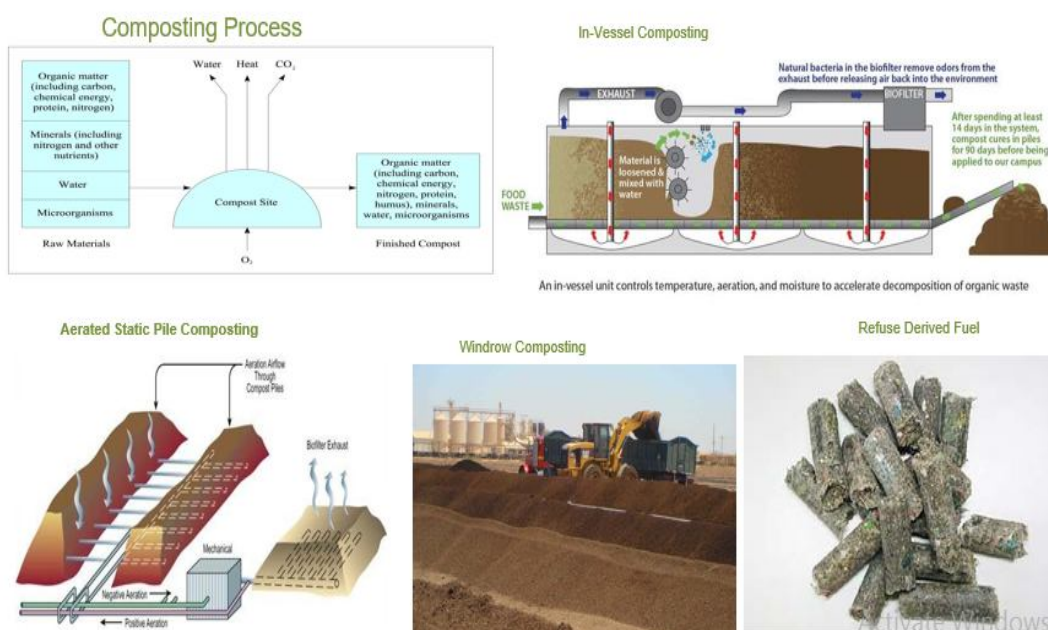 Composting Process
Water
Heat
CO₂
Organic matter
(including carbon,
chemical energy,
protein, nitrogen)
Minerals (including
nitrogen and other
nutrients)
Water
Microorganisms
Raw Materials
Compost Site
O₂
Organic matter
(including carbon,
chemical energy,
nitrogen, protein,
humus), minerals,
water, microorganisms
Finished Compost
In-Vessel Composting
Natural bacteria in the biofilter remove odors from the
exhaust before releasing air back into the environment
EXHAUST
BIOFILTER
After spending at least
14 days in the system,
compost cures in piles
for 90 days before being
applied to our campus
Material is
loosened &
mixed with
water
FOOD
WASTE
An in-vessel unit controls temperature, aeration, and moisture to accelerate decomposition of organic waste
Aerated Static Pile Composting
Aeration Airflow
Through
Compost Piles
Biofilter Exhaust
Mechanical
Negative Aeration
Positive Aeration
Windrow Composting
Refuse Derived Fuel
Activate Windows